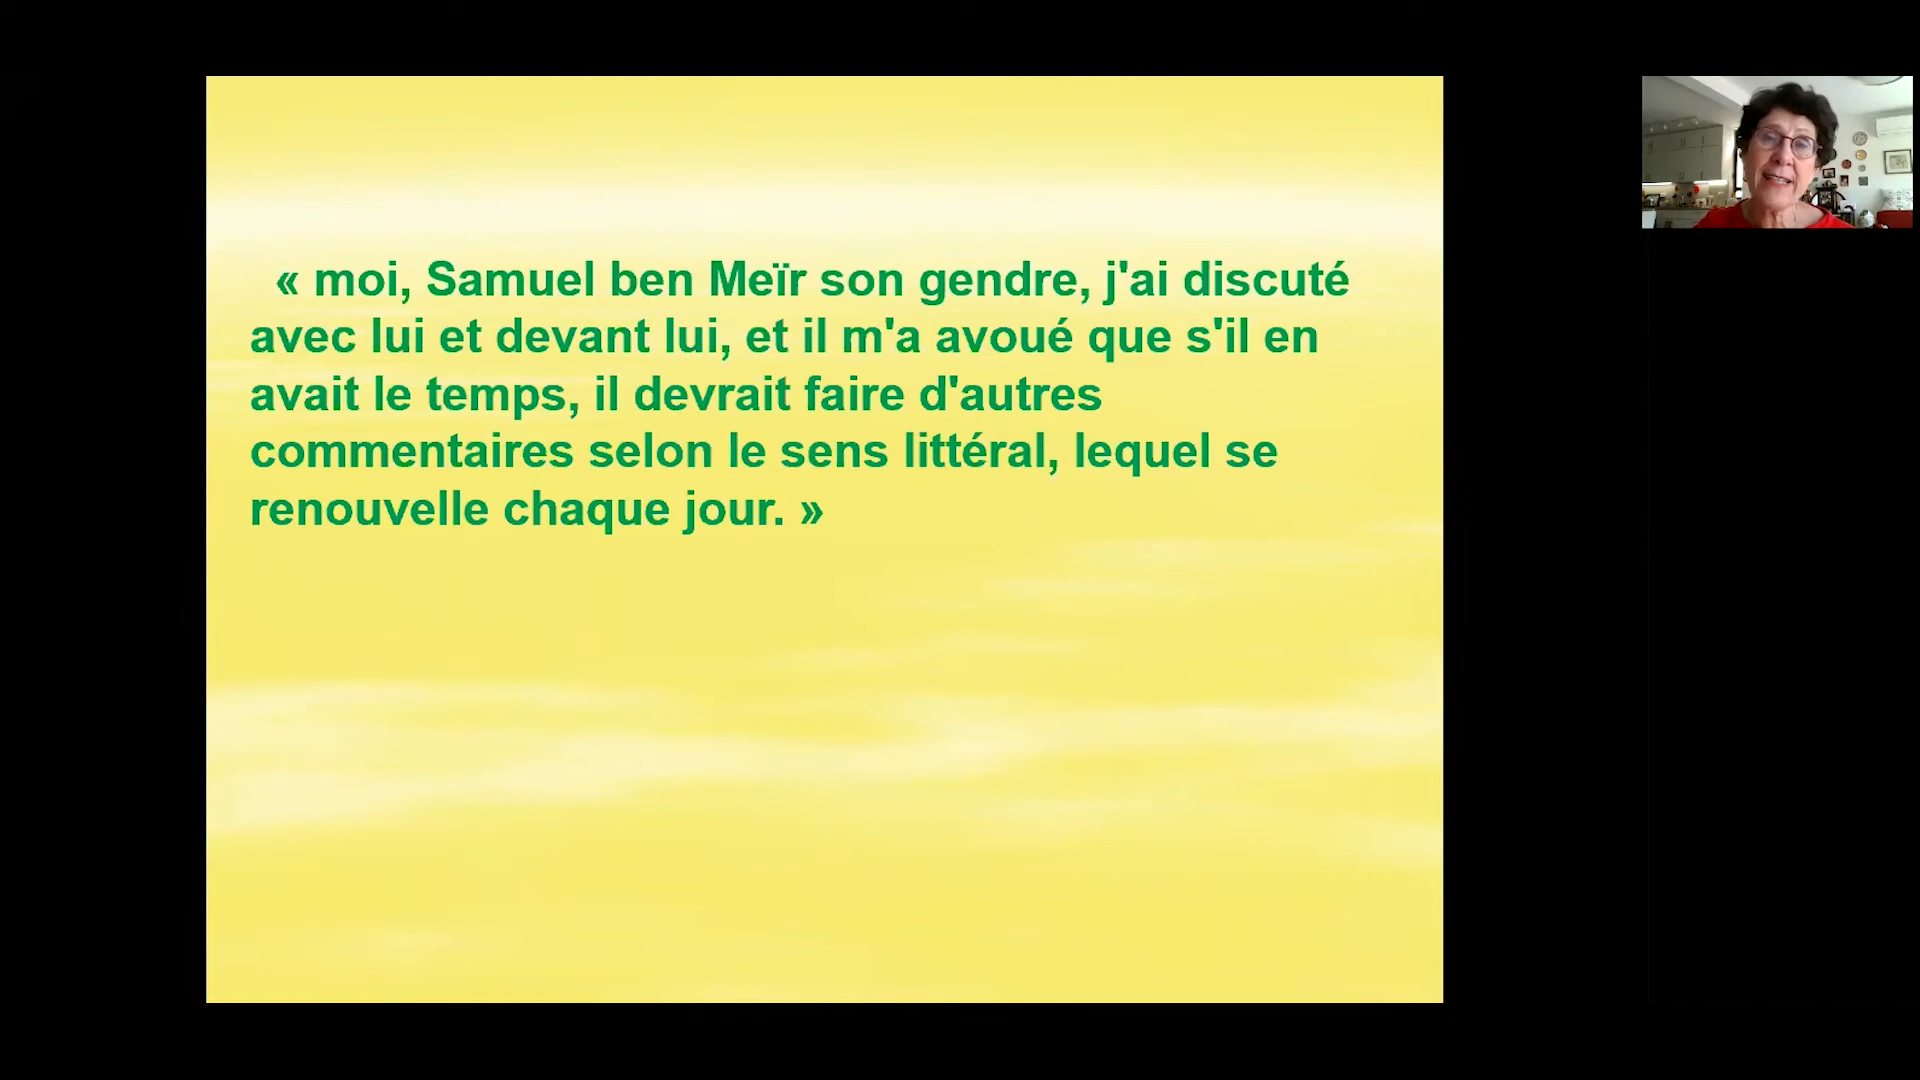 « moi, Samuel ben Meïr son gendre, j'ai discuté
avec lui et devant lui, et il m'a avoué que s'il en
avait le temps, il devrait faire d'autres
commentaires selon le sens littéral, lequel se
renouvelle chaque jour. »